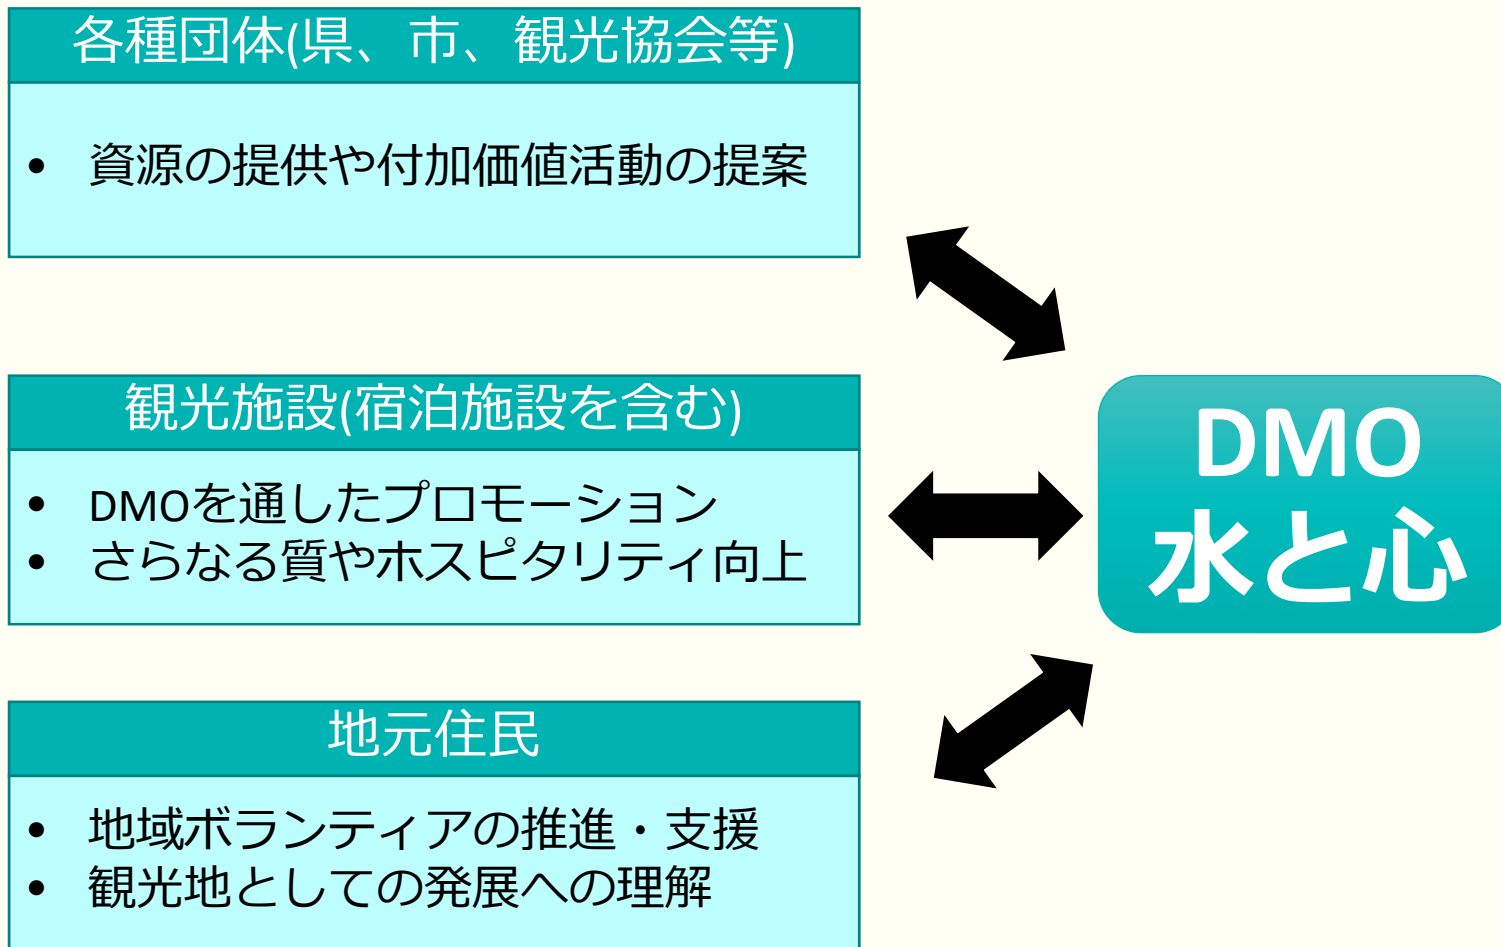 各種団体(県、市、観光協会等)
• 資源の提供や付加価値活動の提案
観光施設(宿泊施設を含む)
• DMOを通したプロモーション
• さらなる質やホスピタリティ向上
地元住民
• 地域ボランティアの推進・支援
• 観光地としての発展への理解
DMO
水と心